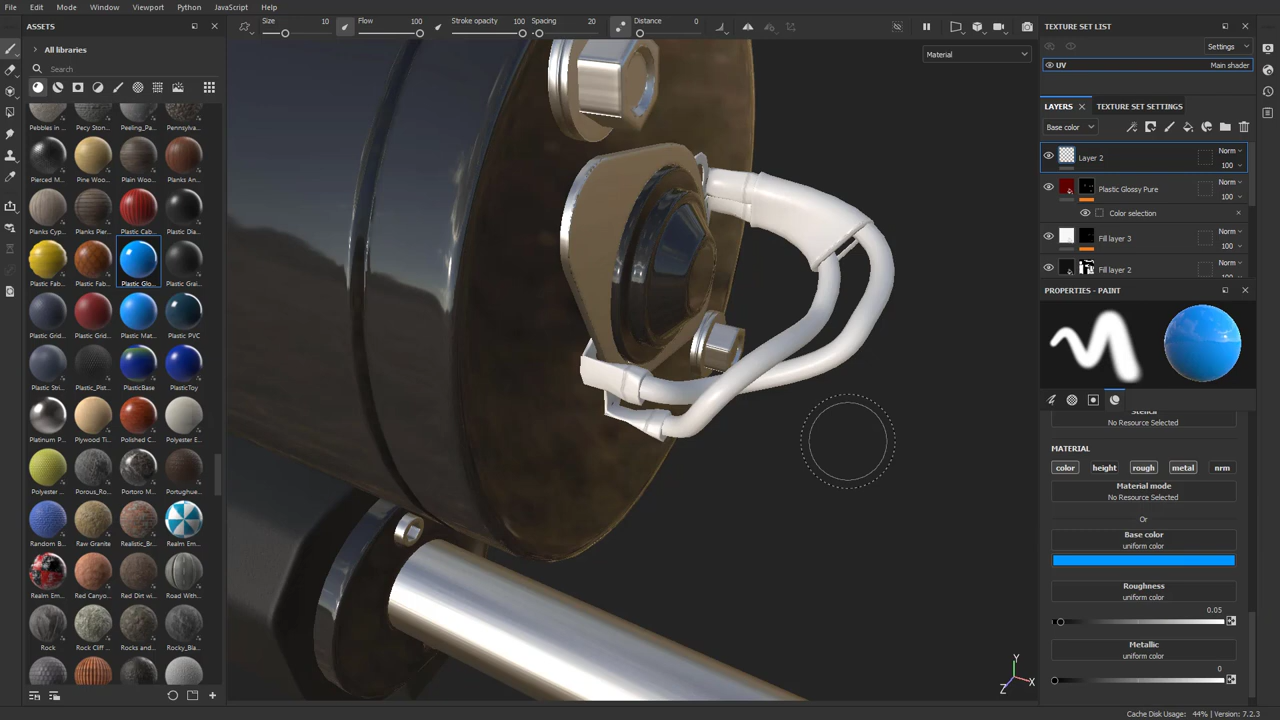 File Edit Mode Window Viewport Python JavaScript Help
ASSETS
All libraries
Search
Size 10
Flow 100
Stroke opacity 100
Spacing 20
Distance 0
Material
Pebbles in ... Pecy Ston... Peeling_Pa... Pennsylva...
Pierced M... Pine Woo... Plain Woo... Planks An...
Planks Cyp... Planks Pier... Plastic Cab... Plastic Dia...
Plastic Fab... Plastic Fab... Plastic Glo... Plastic Grai...
Plastic Grid... Plastic Grid... Plastic Mat... Plastic PVC
Plastic Stri... Plastic_Pist... PlasticBase PlasticToy
Platinum P... Plywood Ti... Polished C... Polyester E...
Polyester ... Porous_Ro... Portoro M... Portughue...
Random B... Raw Granite Realistic_Br... Realm Em...
Realm Em... Red Canyo... Red Dirt wi... Road With...
Rock Rock Cliff ... Rocks and... Rocky_Bla...
TEXTURE SET LIST
Settings
UV Main shader
LAYERS TEXTURE SET SETTINGS
Base color
Layer 2 Norm 100
Plastic Glossy Pure Norm 100
Color selection
Fill layer 3 Norm 100
Fill layer 2 Norm 100
PROPERTIES - PAINT
Stencil
No Resource Selected
MATERIAL
color height rough metal nrm
Material mode
No Resource Selected
Or
Base color
uniform color
Roughness
uniform color
0.05
Metallic
uniform color
0
Y
Z X
Cache Disk Usage: 44% | Version: 7.2.3